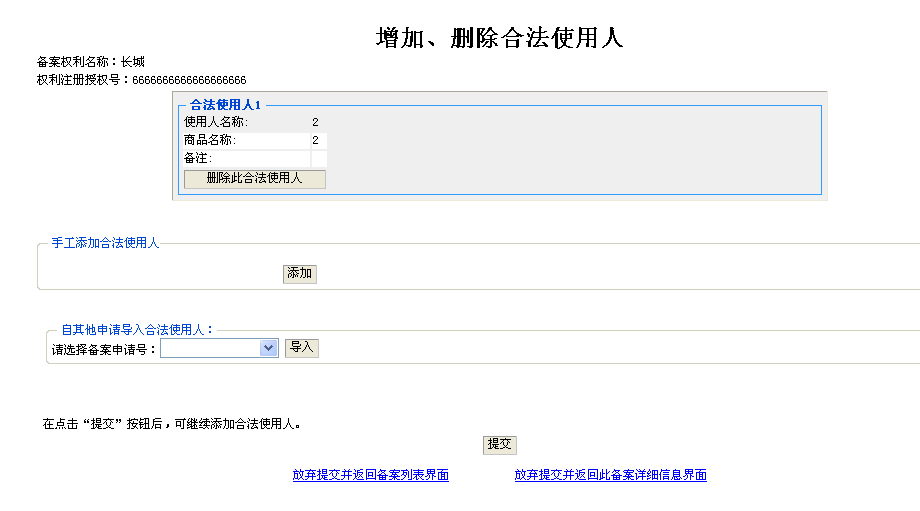 增加、删除合法使用人
备案权利名称：长城
权利注册授权号：6666666666666666666
合法使用人1
使用人名称: 2
商品名称: 2
备注:
删除此合法使用人
手工添加合法使用人
添加
自其他申请导入合法使用人：
请选择备案申请号： 导入
在点击“提交”按钮后，可继续添加合法使用人。
提交
放弃提交并返回备案列表界面 放弃提交并返回此备案详细信息界面